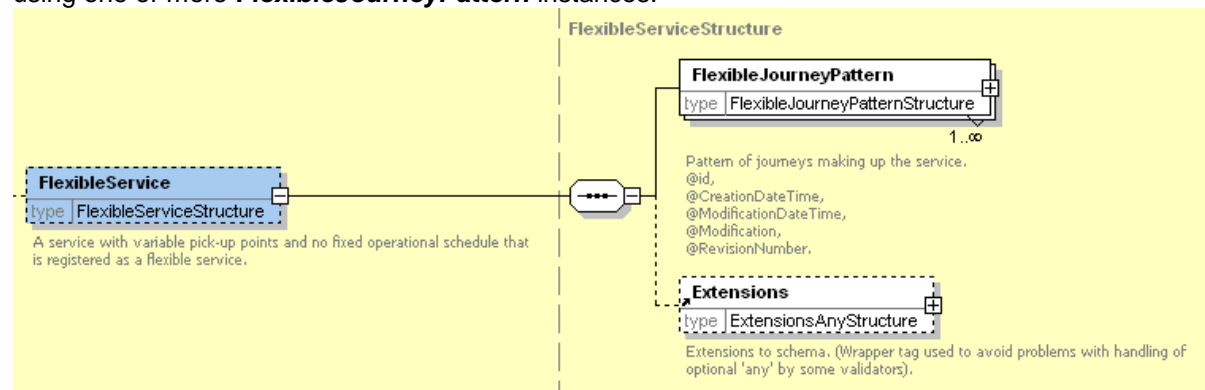 using one or more FlexibleJourneyPattern instances.
FlexibleServiceStructure
FlexibleJourneyPattern
type FlexibleJourneyPatternStructure
1..∞
Pattern of journeys making up the service.
@id,
@CreationDateTime,
@ModificationDateTime,
@Modification,
@RevisionNumber.
FlexibleService
type FlexibleServiceStructure
A service with variable pick-up points and no fixed operational schedule that
is registered as a flexible service.
Extensions
type ExtensionsAnyStructure
Extensions to schema. (Wrapper tag used to avoid problems with handling of
optional 'any' by some validators).